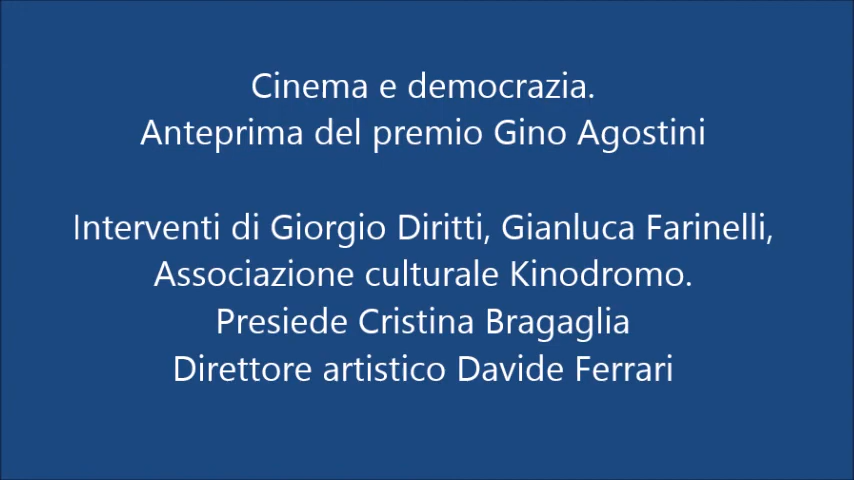 Cinema e democrazia.
Anteprima del premio Gino Agostini
Interventi di Giorgio Diritti, Gianluca Farinelli,
Associazione culturale Kinodromo.
Presiede Cristina Bragaglia
Direttore artistico Davide Ferrari